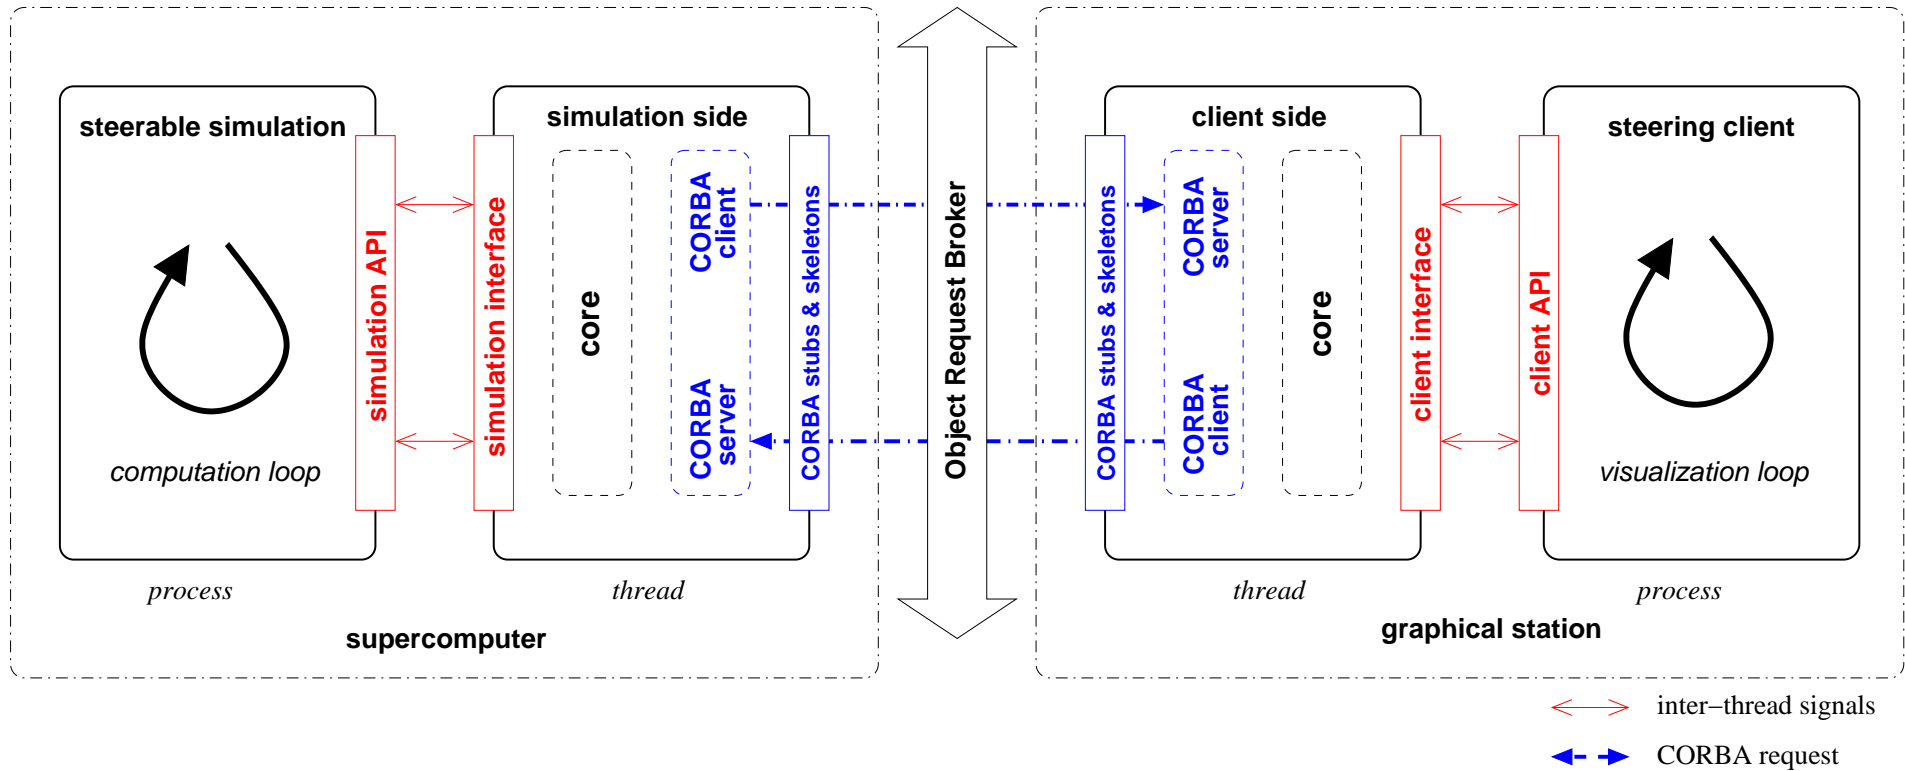 steerable simulation
simulation API
computation loop
process
simulation side
simulation interface
core
CORBA
client
CORBA
server
CORBA stubs & skeletons
thread
supercomputer
Object Request Broker
client side
CORBA stubs & skeletons
CORBA
server
CORBA
client
core
client interface
thread
steering client
client API
visualization loop
process
graphical station
inter−thread signals
CORBA request